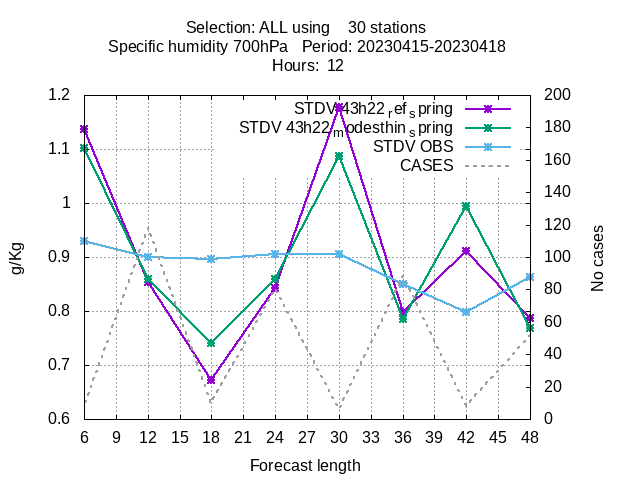 Selection: ALL using 30 stations
Specific humidity 700hPa Period: 20230415-20230418
Hours: 12
1.2
1.1
1
0.9
0.8
0.7
0.6
g/Kg
STDV 43h22_ref_spring
STDV 43h22_modesthin_spring
STDV OBS
CASES
200
180
160
140
120
100
80
60
40
20
0
No cases
6 9 12 15 18 21 24 27 30 33 36 39 42 45 48
Forecast length